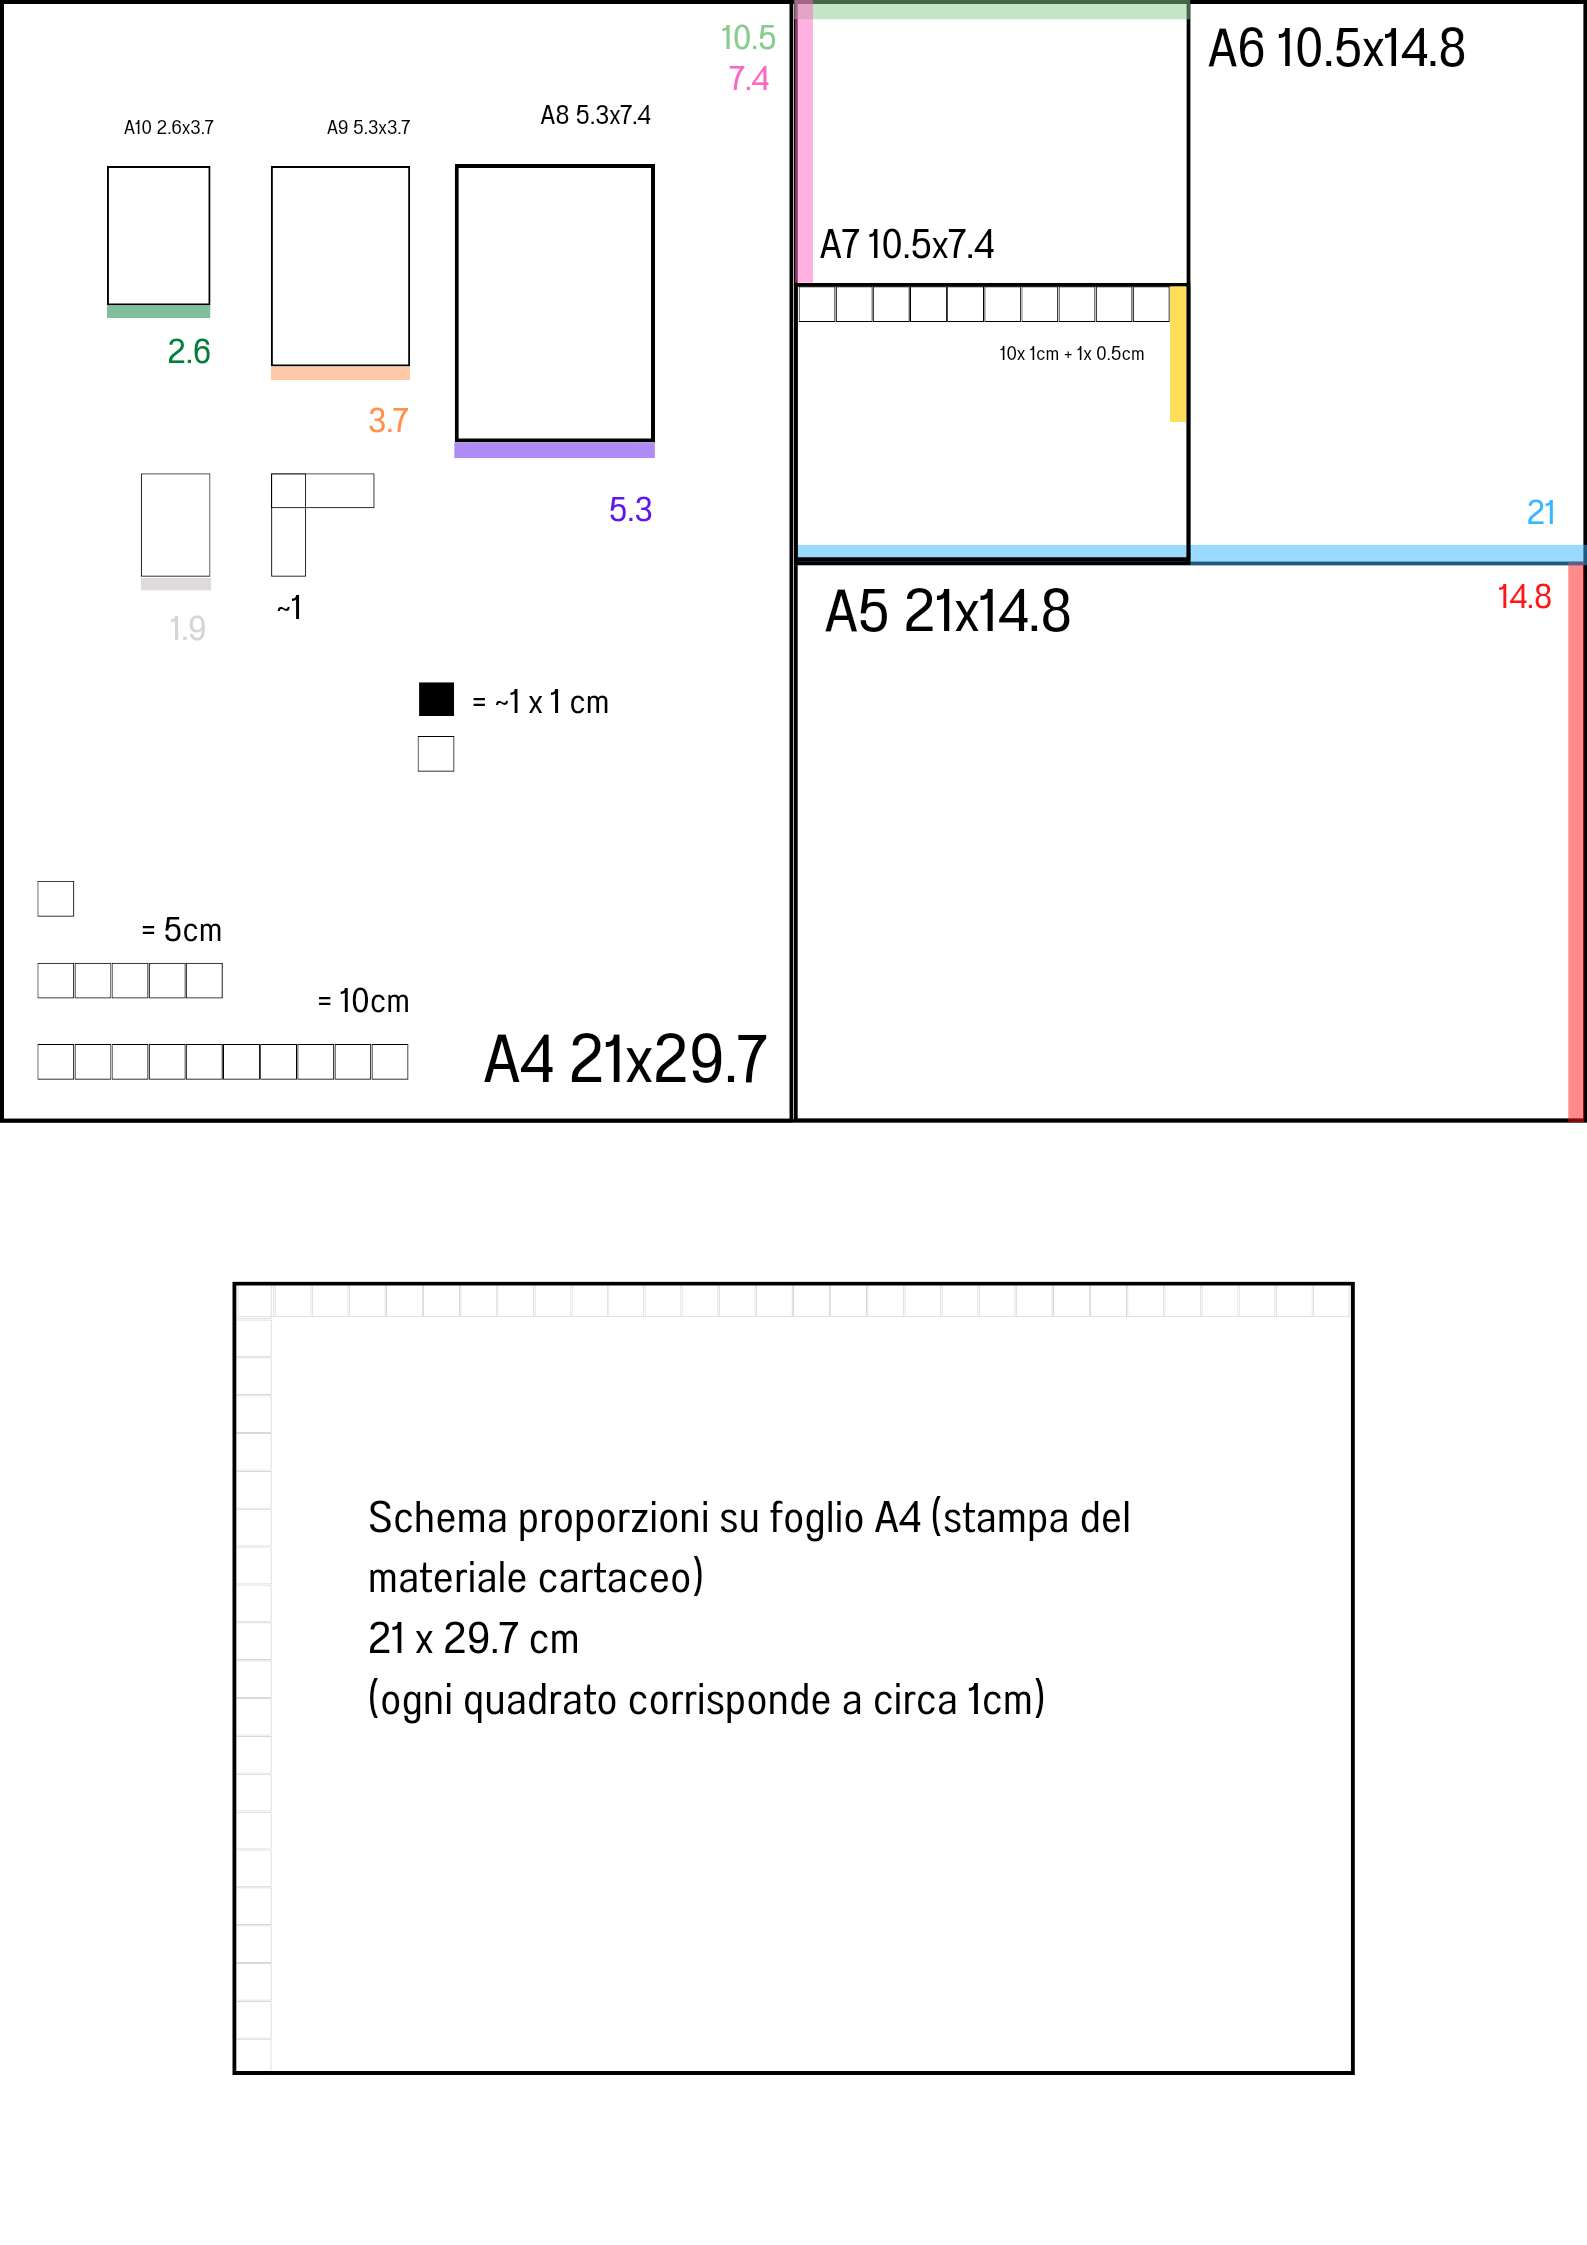 10.5
7.4
A10 2.6x3.7
A9 5.3x3.7
A8 5.3x7.4
2.6
3.7
5.3
1.9
~1
= ~1 x 1 cm
= 5cm
= 10cm
A4 21x29.7
A6 10.5x14.8
A7 10.5x7.4
10x 1cm + 1x 0.5cm
21
A5 21x14.8
14.8
Schema proporzioni su foglio A4 (stampa del
materiale cartaceo)
21 x 29.7 cm
(ogni quadrato corrisponde a circa 1cm)